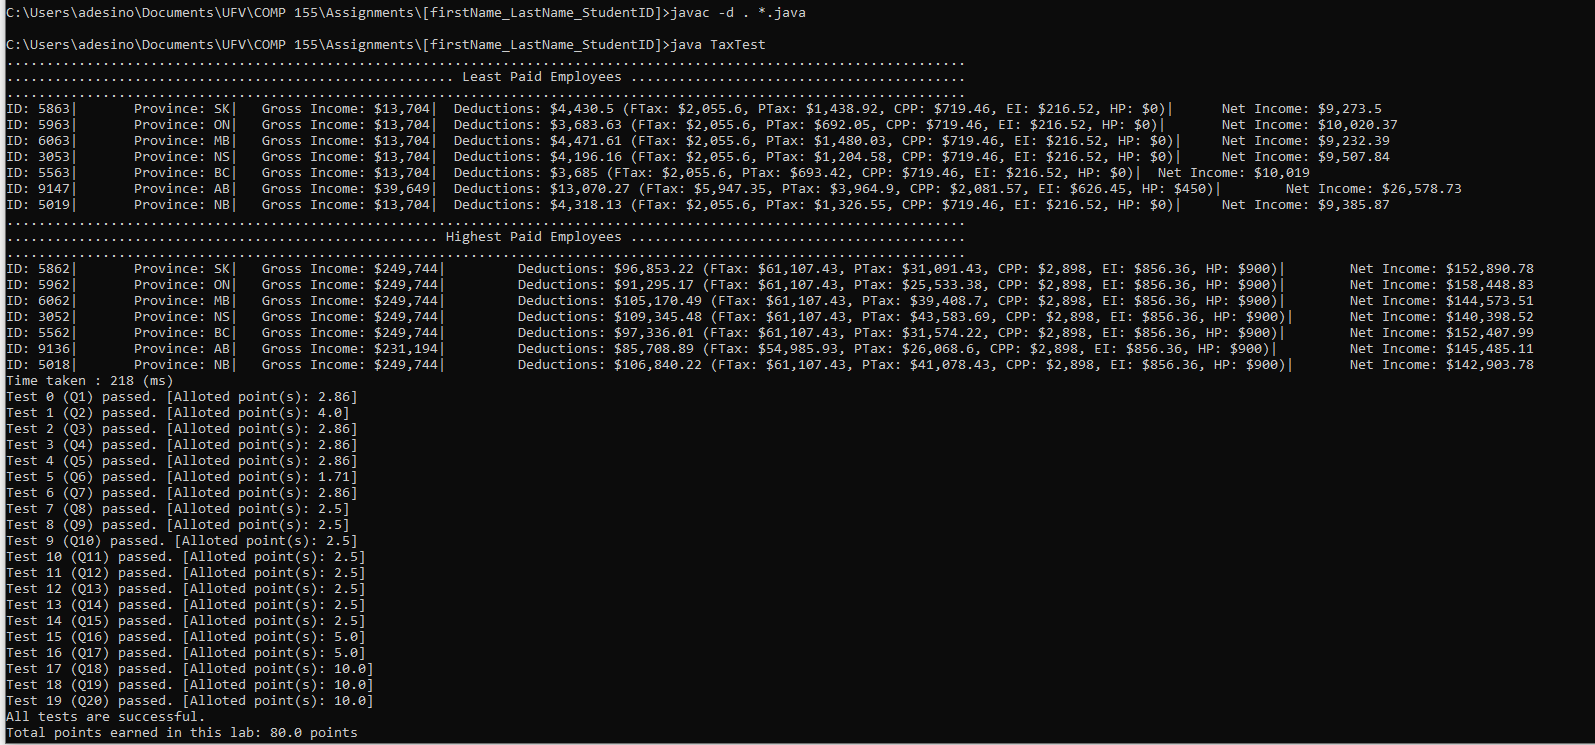 C:\Users\adesino\Documents\UFV\COMP 155\Assignments\[firstName_LastName_StudentID]>javac -d . *.java
C:\Users\adesino\Documents\UFV\COMP 155\Assignments\[firstName_LastName_StudentID]>java TaxTest
........................................................................................................................
........................................................ Least Paid Employees ..........................................
........................................................................................................................
ID: 5863|	Province: SK|	Gross Income: $13,704|	Deductions: $4,430.5 (FTax: $2,055.6, PTax: $1,438.92, CPP: $719.46, EI: $216.52, HP: $0)|	Net Income: $9,273.5
ID: 5963|	Province: ON|	Gross Income: $13,704|	Deductions: $3,683.63 (FTax: $2,055.6, PTax: $692.05, CPP: $719.46, EI: $216.52, HP: $0)|	Net Income: $10,020.37
ID: 6063|	Province: MB|	Gross Income: $13,704|	Deductions: $4,471.61 (FTax: $2,055.6, PTax: $1,480.03, CPP: $719.46, EI: $216.52, HP: $0)|	Net Income: $9,232.39
ID: 3053|	Province: NS|	Gross Income: $13,704|	Deductions: $4,196.16 (FTax: $2,055.6, PTax: $1,204.58, CPP: $719.46, EI: $216.52, HP: $0)|	Net Income: $9,507.84
ID: 5563|	Province: BC|	Gross Income: $13,704|	Deductions: $3,685 (FTax: $2,055.6, PTax: $693.42, CPP: $719.46, EI: $216.52, HP: $0)|	Net Income: $10,019
ID: 9147|	Province: AB|	Gross Income: $39,649|	Deductions: $13,070.27 (FTax: $5,947.35, PTax: $3,964.9, CPP: $2,081.57, EI: $626.45, HP: $450)|	Net Income: $26,578.73
ID: 5019|	Province: NB|	Gross Income: $13,704|	Deductions: $4,318.13 (FTax: $2,055.6, PTax: $1,326.55, CPP: $719.46, EI: $216.52, HP: $0)|	Net Income: $9,385.87
........................................................................................................................
...................................................... Highest Paid Employees ..........................................
........................................................................................................................
ID: 5862|	Province: SK|	Gross Income: $249,744|	Deductions: $96,853.22 (FTax: $61,107.43, PTax: $31,091.43, CPP: $2,898, EI: $856.36, HP: $900)|	Net Income: $152,890.78
ID: 5962|	Province: ON|	Gross Income: $249,744|	Deductions: $91,295.17 (FTax: $61,107.43, PTax: $25,533.38, CPP: $2,898, EI: $856.36, HP: $900)|	Net Income: $158,448.83
ID: 6062|	Province: MB|	Gross Income: $249,744|	Deductions: $105,170.49 (FTax: $61,107.43, PTax: $39,408.7, CPP: $2,898, EI: $856.36, HP: $900)|	Net Income: $144,573.51
ID: 3052|	Province: NS|	Gross Income: $249,744|	Deductions: $109,345.48 (FTax: $61,107.43, PTax: $43,583.69, CPP: $2,898, EI: $856.36, HP: $900)|	Net Income: $140,398.52
ID: 5562|	Province: BC|	Gross Income: $249,744|	Deductions: $97,336.01 (FTax: $61,107.43, PTax: $31,574.22, CPP: $2,898, EI: $856.36, HP: $900)|	Net Income: $152,407.99
ID: 9136|	Province: AB|	Gross Income: $231,194|	Deductions: $85,708.89 (FTax: $54,985.93, PTax: $26,068.6, CPP: $2,898, EI: $856.36, HP: $900)|	Net Income: $145,485.11
ID: 5018|	Province: NB|	Gross Income: $249,744|	Deductions: $106,840.22 (FTax: $61,107.43, PTax: $41,078.43, CPP: $2,898, EI: $856.36, HP: $900)|	Net Income: $142,903.78
Time taken : 218 (ms)
Test 0 (Q1) passed. [Alloted point(s): 2.86]
Test 1 (Q2) passed. [Alloted point(s): 4.0]
Test 2 (Q3) passed. [Alloted point(s): 2.86]
Test 3 (Q4) passed. [Alloted point(s): 2.86]
Test 4 (Q5) passed. [Alloted point(s): 2.86]
Test 5 (Q6) passed. [Alloted point(s): 1.71]
Test 6 (Q7) passed. [Alloted point(s): 2.86]
Test 7 (Q8) passed. [Alloted point(s): 2.5]
Test 8 (Q9) passed. [Alloted point(s): 2.5]
Test 9 (Q10) passed. [Alloted point(s): 2.5]
Test 10 (Q11) passed. [Alloted point(s): 2.5]
Test 11 (Q12) passed. [Alloted point(s): 2.5]
Test 12 (Q13) passed. [Alloted point(s): 2.5]
Test 13 (Q14) passed. [Alloted point(s): 2.5]
Test 14 (Q15) passed. [Alloted point(s): 2.5]
Test 15 (Q16) passed. [Alloted point(s): 5.0]
Test 16 (Q17) passed. [Alloted point(s): 5.0]
Test 17 (Q18) passed. [Alloted point(s): 10.0]
Test 18 (Q19) passed. [Alloted point(s): 10.0]
Test 19 (Q20) passed. [Alloted point(s): 10.0]
All tests are successful.
Total points earned in this lab: 80.0 points